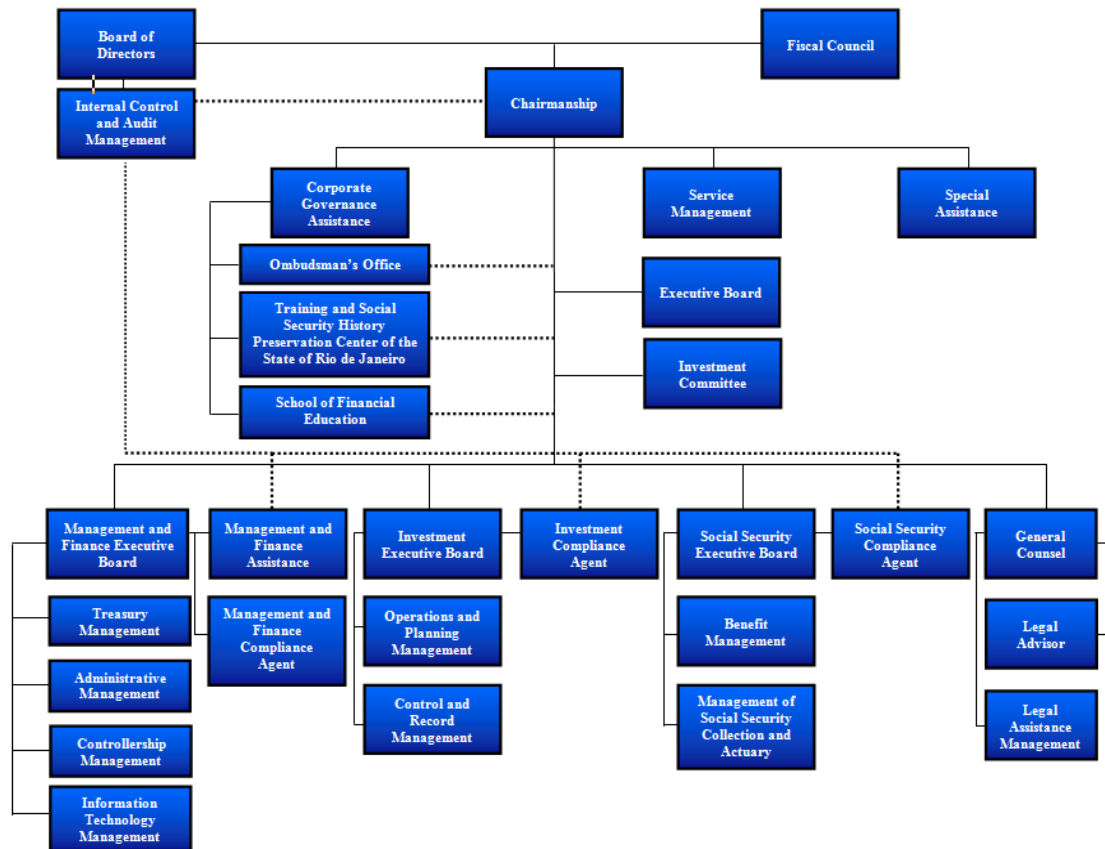 Board of
Directors
Fiscal Council
Internal Control
and Audit
Management
Chairmanship
Corporate
Governance
Assistance
Service
Management
Special
Assistance
Ombudsman's Office
Executive Board
Training and Social
Security History
Preservation Center of the
State of Rio de Janeiro
Investment
Committee
School of Financial
Education
Management and
Finance Executive
Board
Management and
Finance
Assistance
Investment
Executive Board
Investment
Compliance
Agent
Social Security
Executive Board
Social Security
Compliance
Agent
General
Counsel
Treasury
Management
Management and
Finance
Compliance
Agent
Operations and
Planning
Management
Benefit
Management
Legal
Advisor
Administrative
Management
Control and
Record
Management
Management of
Social Security
Collection and
Actuary
Legal
Assistance
Management
Controllership
Management
Information
Technology
Management